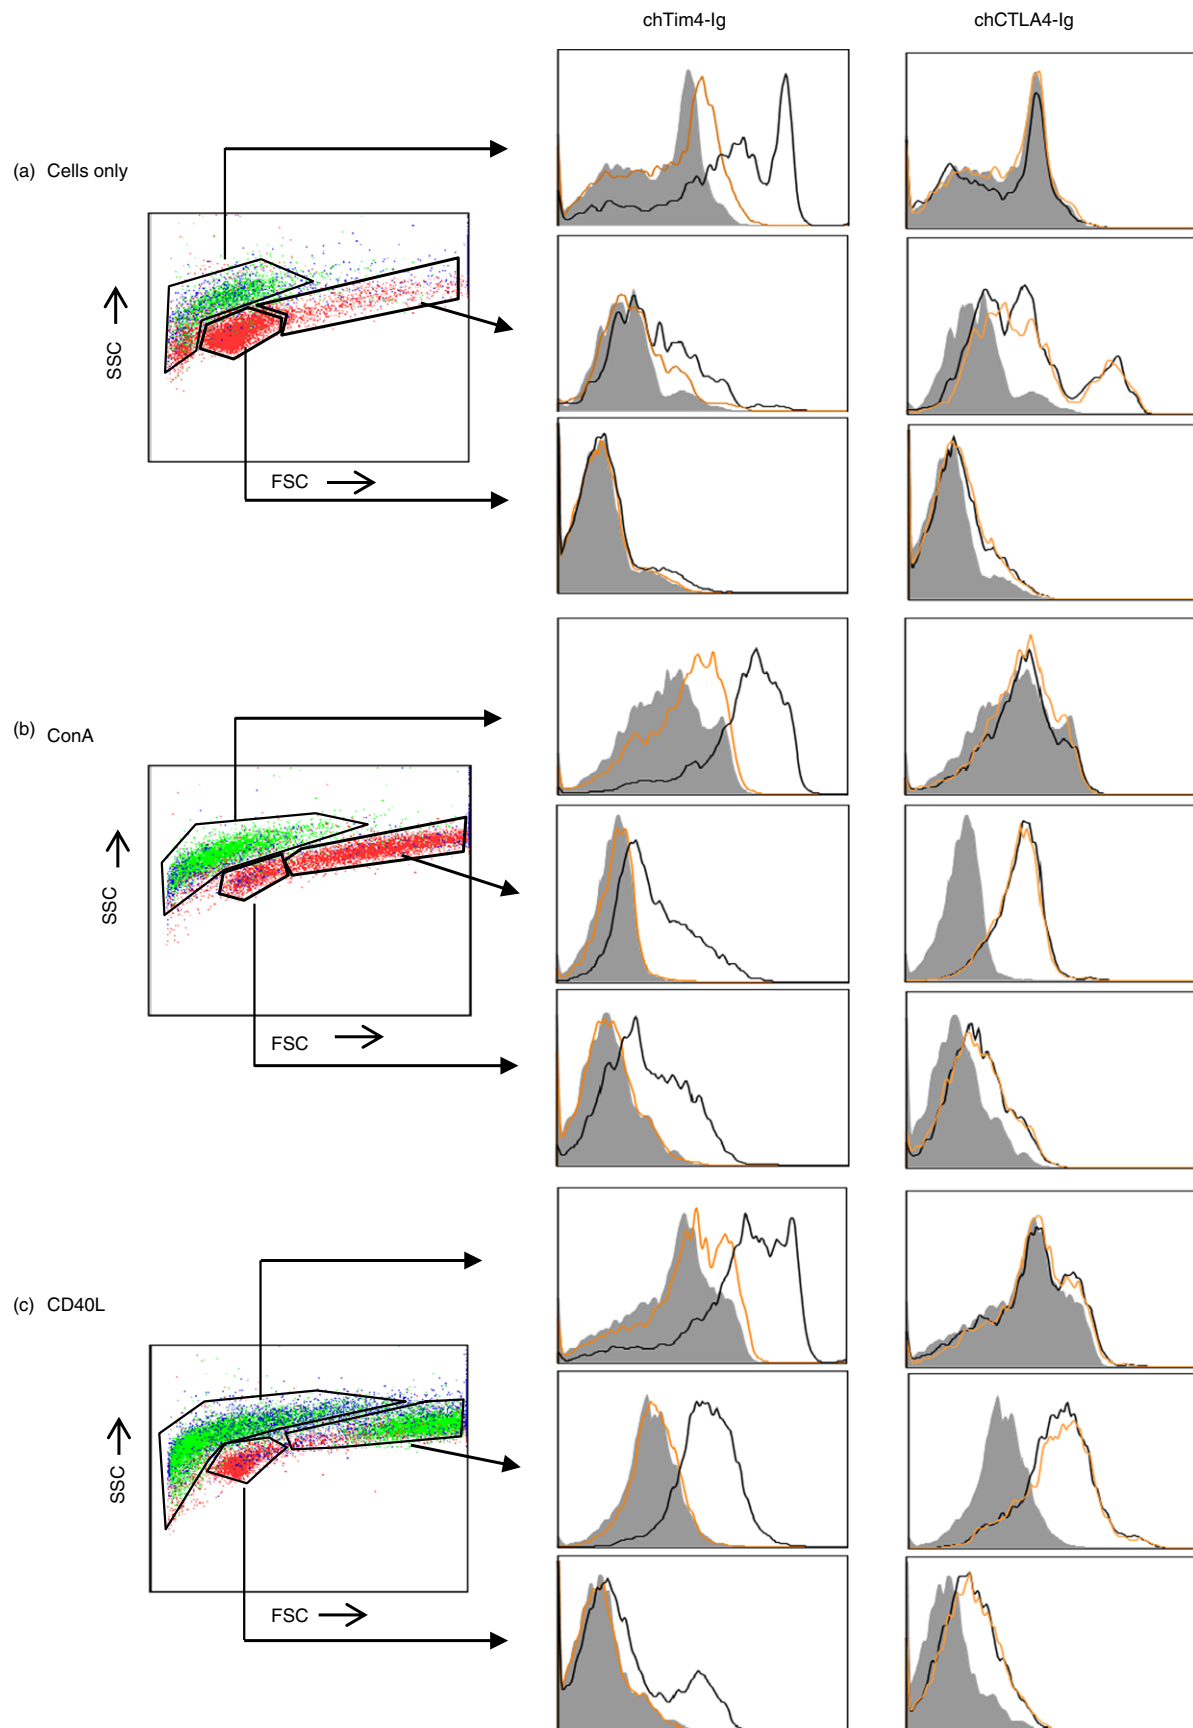 chTim4-Ig
chCTLA4-Ig
(a) Cells only
SSC
FSC
(b) ConA
SSC
FSC
(c) CD40L
SSC
FSC